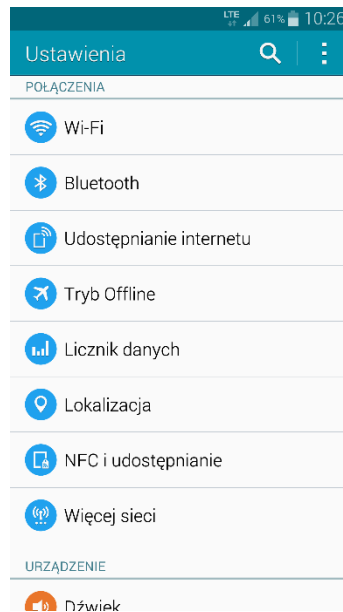 LTE 61% 10:26
Ustawienia
POŁĄCZENIA
Wi-Fi
Bluetooth
Udostępnianie internetu
Tryb Offline
Licznik danych
Lokalizacja
NFC i udostępnianie
Więcej sieci
URZĄDZENIE
Dźwięk